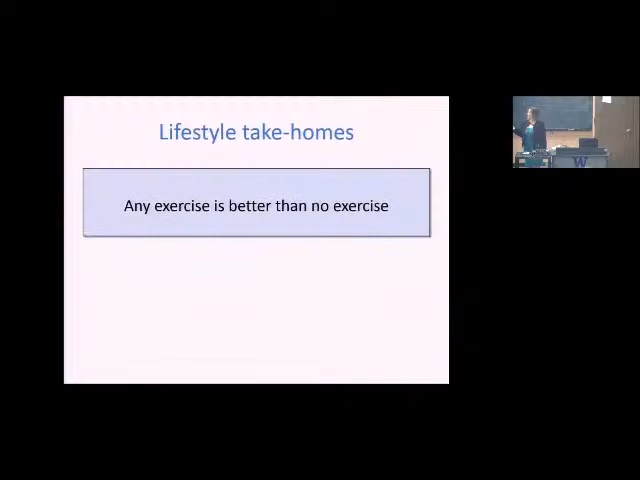 Lifestyle take-homes
Any exercise is better than no exercise
W